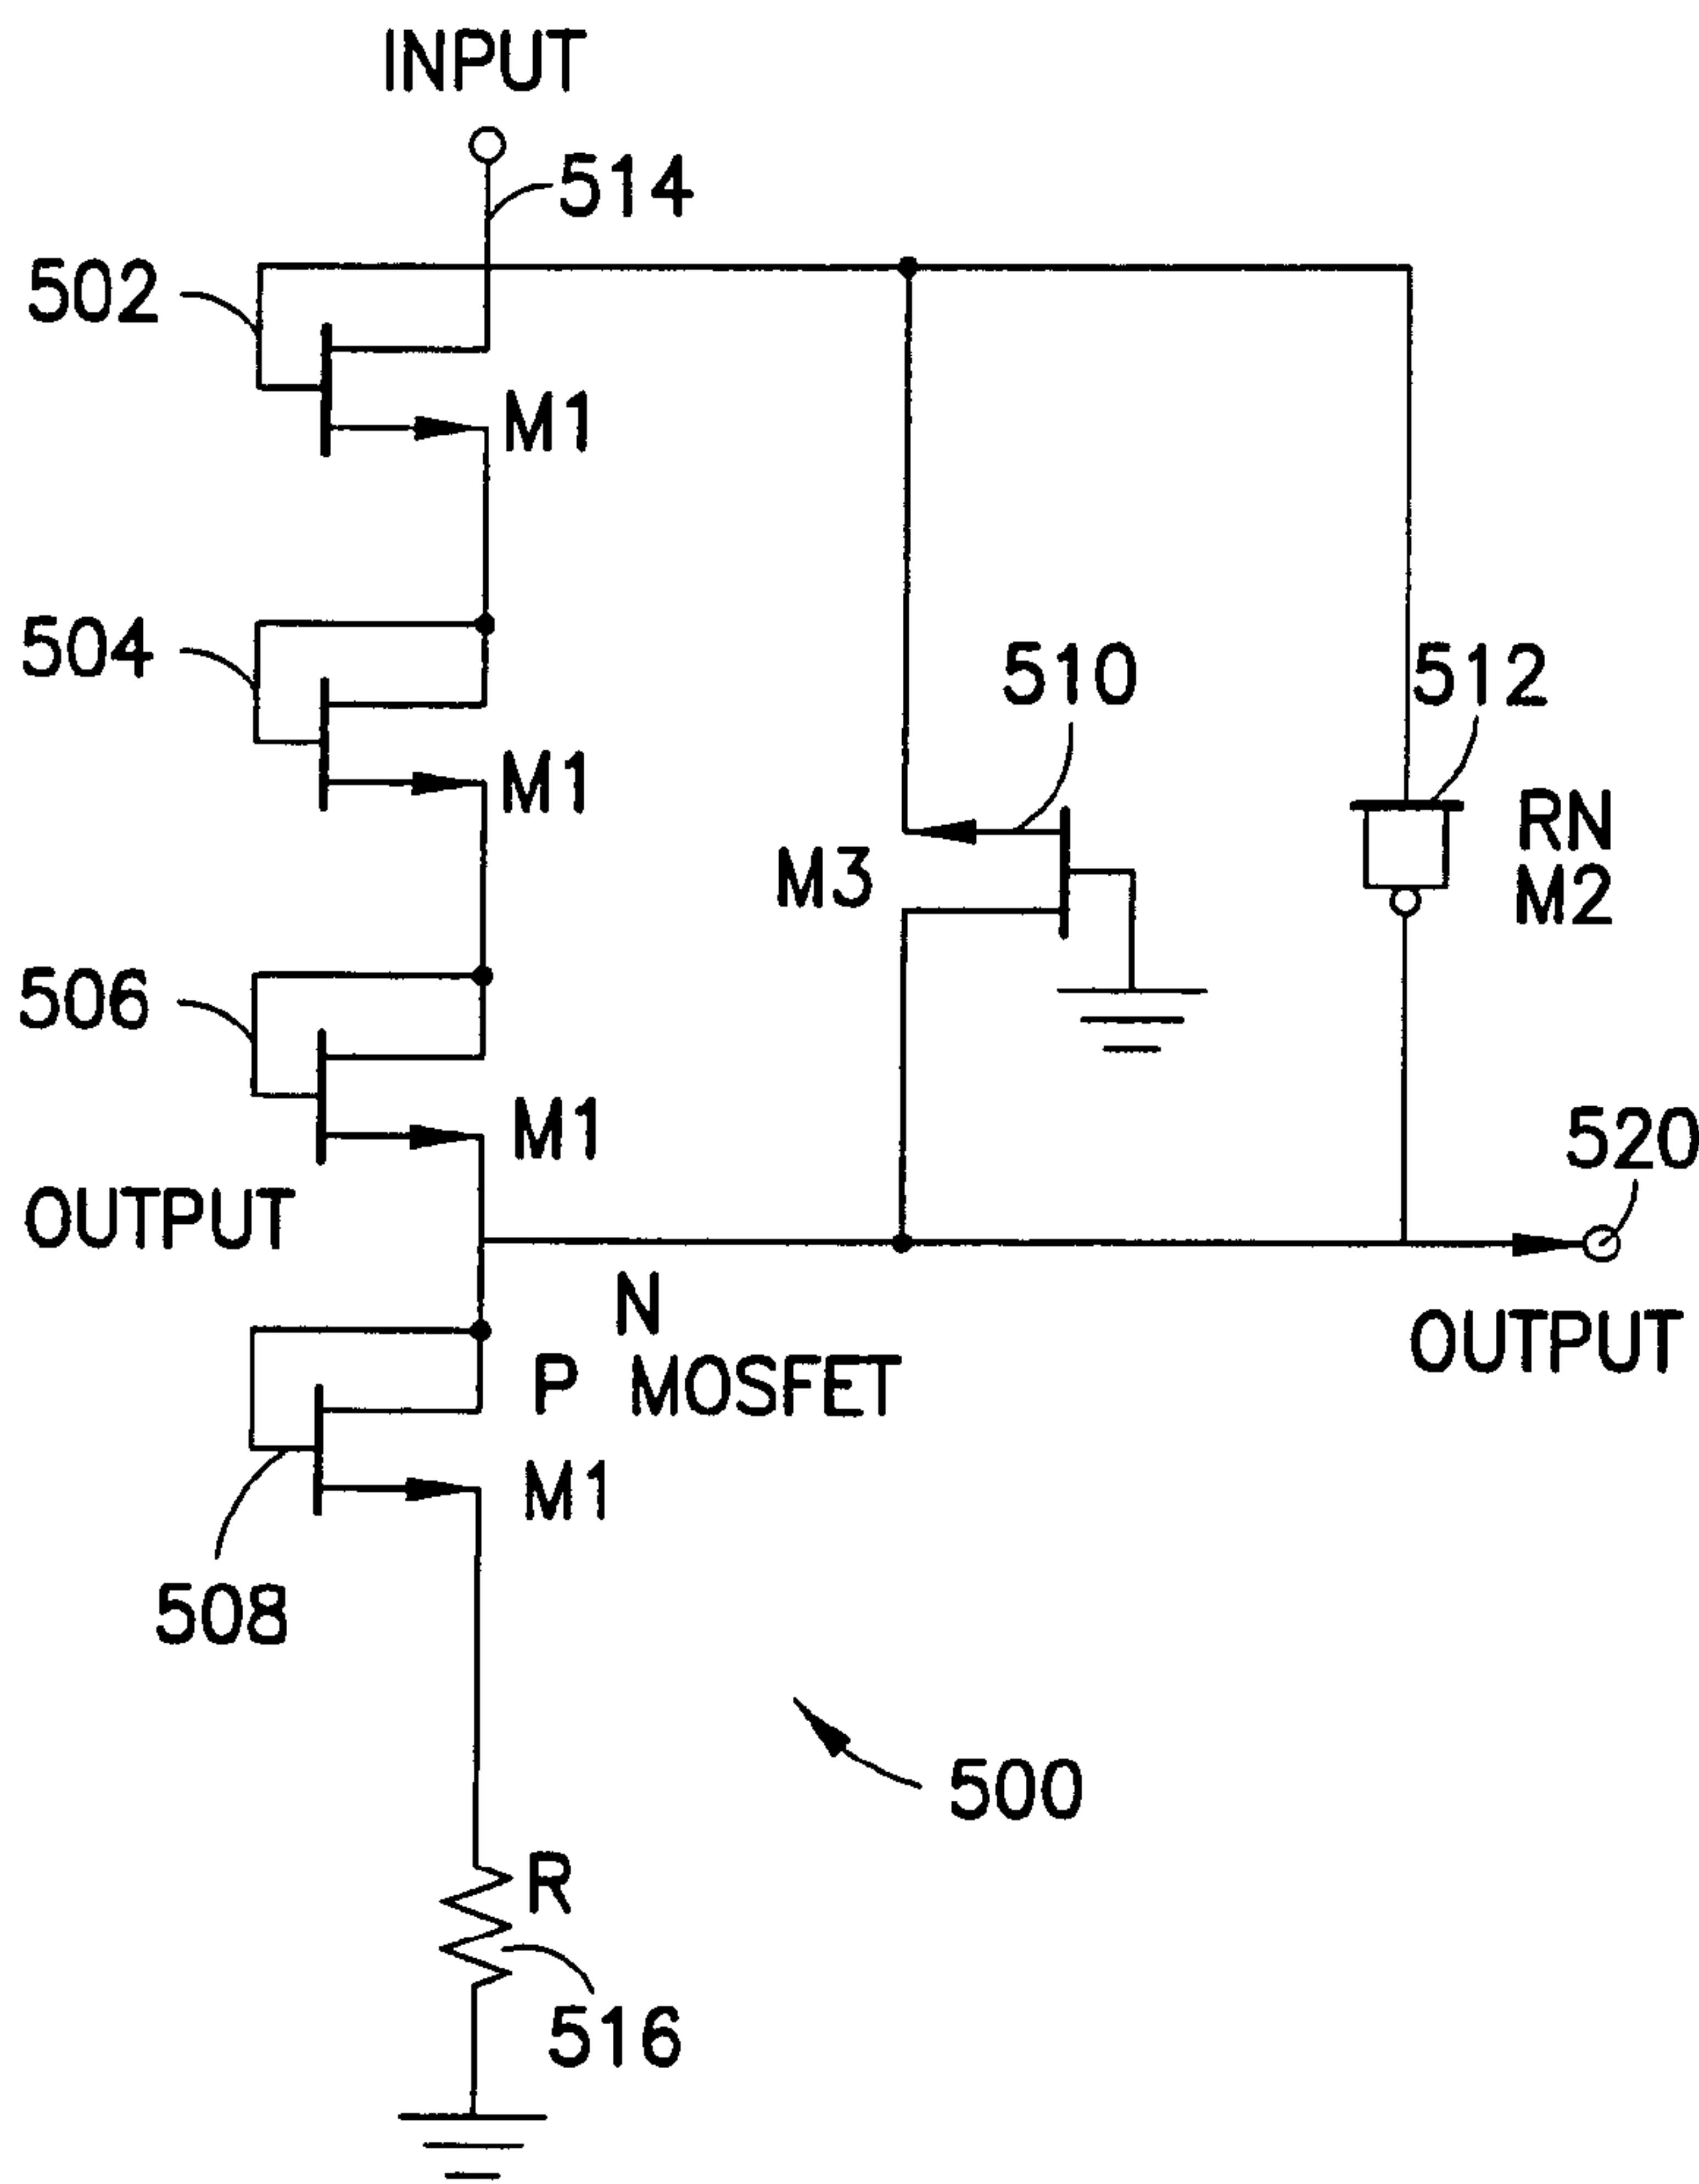 INPUT
514
502
M1
504
M1
510
512
M3
RN
M2
506
M1
520
OUTPUT
N
P MOSFET
OUTPUT
M1
508
500
R
516